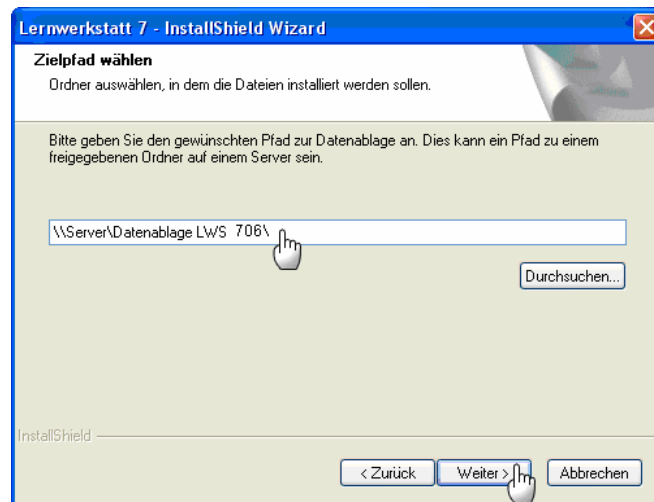 Lernwerkstatt 7 - InstallShield Wizard
Zielpfad wählen
Ordner auswählen, in dem die Dateien installiert werden sollen.
Bitte geben Sie den gewünschten Pfad zur Datenablage an. Dies kann ein Pfad zu einem
freigegebenen Ordner auf einem Server sein.
\\Server\Datenablage LWS 706\
Durchsuchen...
InstallShield
< Zurück Weiter > Abbrechen